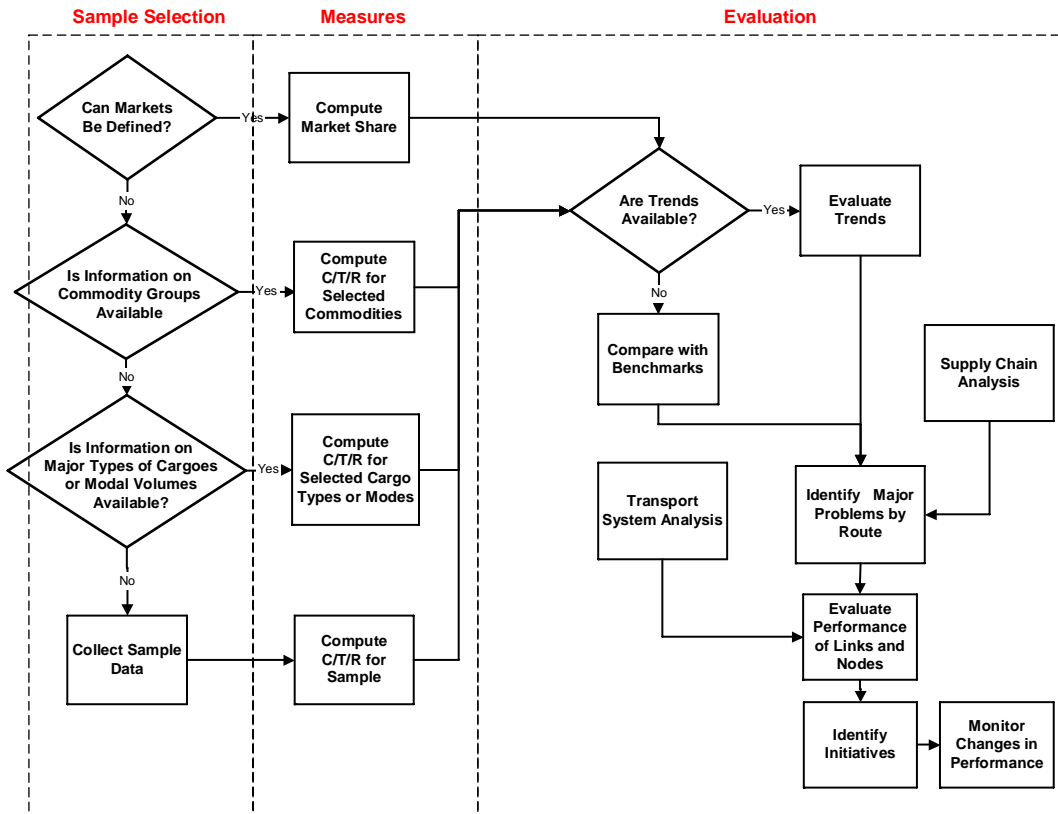 Sample Selection
Measures
Evaluation
Can Markets
Be Defined?
Yes
Compute
Market Share
No
Are Trends
Available?
Yes
Evaluate
Trends
Is Information on
Commodity Groups
Available
Yes
Compute
C/T/R for
Selected
Commodities
No
No
Compare with
Benchmarks
Supply Chain
Analysis
Is Information on
Major Types of Cargoes
or Modal Volumes
Available?
Yes
Compute
C/T/R for
Selected Cargo
Types or Modes
Transport
System Analysis
Identify Major
Problems by
Route
No
Collect Sample
Data
Compute
C/T/R for
Sample
Evaluate
Performance
of Links and
Nodes
Identify
Initiatives
Monitor
Changes in
Performance